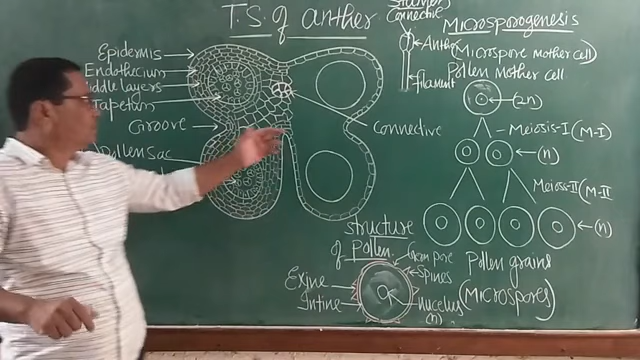 T.S. of anther
Epidermis
Endothecium
Middle layers
Tapetum
Groove
Pollen Sac
Connective
Stamen
Connective
Anther
filament
Microsporogenesis
(Microspore mother cell)
Pollen mother cell
(2n)
Meiosis-I (M-I)
(n)
Meiosis-II (M-II
(n)
Pollen grains
(MICROSPORES)
Structure
of Pollen
Germ pore
Spines
Exine
Intine
nucelus
(n)